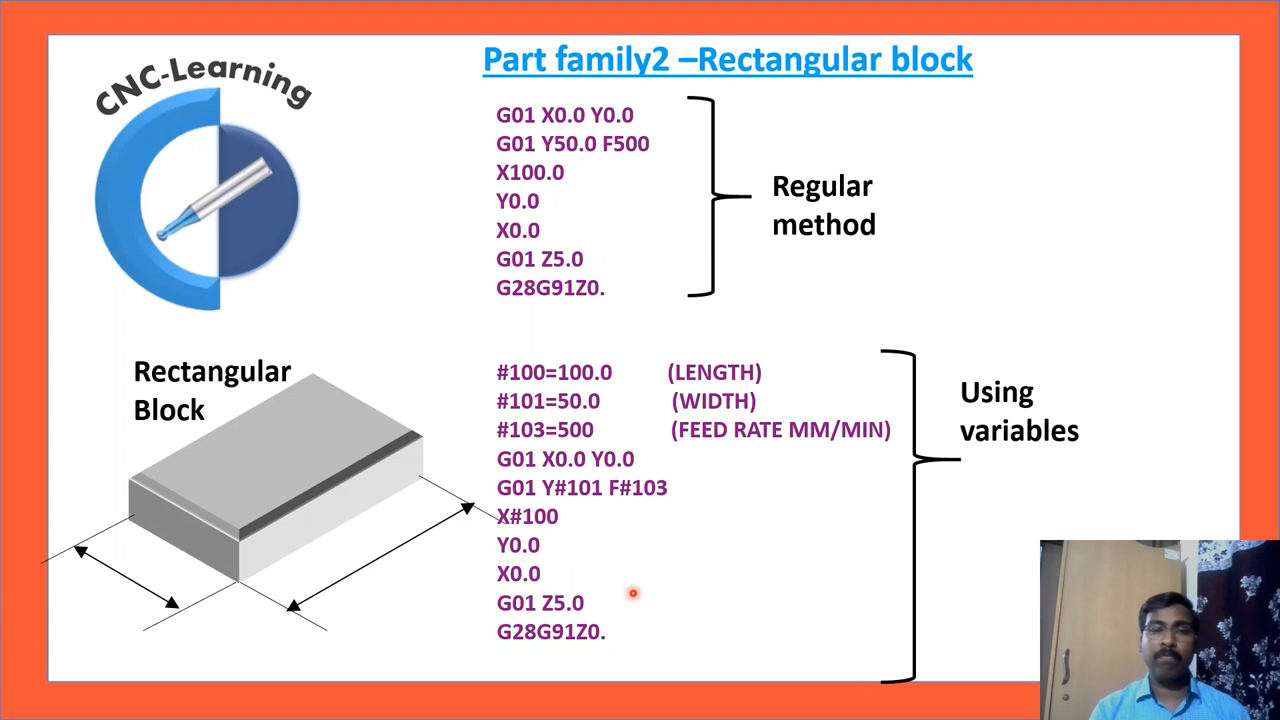 CNC-Learning
Part family2 –Rectangular block
G01 X0.0 Y0.0
G01 Y50.0 F500
X100.0
Y0.0
X0.0
G01 Z5.0
G28G91Z0.
Regular
method
Rectangular
Block
#100=100.0 (LENGTH)
#101=50.0 (WIDTH)
#103=500 (FEED RATE MM/MIN)
G01 X0.0 Y0.0
G01 Y#101 F#103
X#100
Y0.0
X0.0
G01 Z5.0
G28G91Z0.
Using
variables